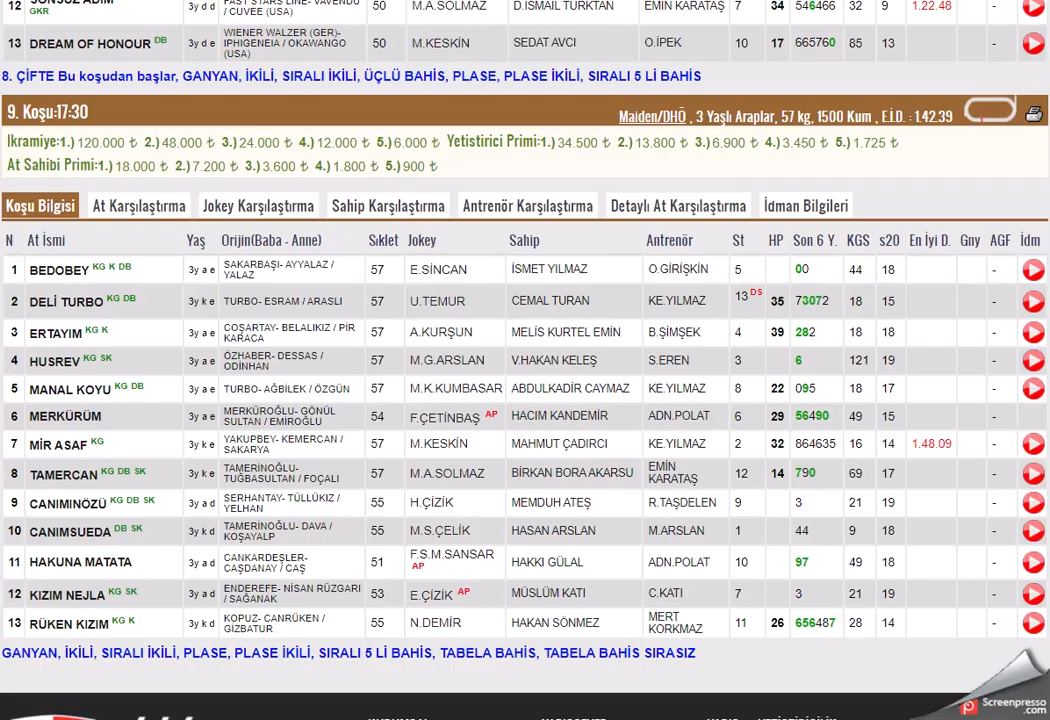 12 SONSUZ ADIM GKR 3y d d FAST STARS LINE- VAVENDU / CUVEE (USA) 50 M.A.SOLMAZ D.İSMAİL TÜRKTAN EMİN KARATAŞ 7 34 546466 32 9 1.22.48 -
13 DREAM OF HONOUR DB 3y d e WIENER WALZER (GER)- IPHIGENEIA / OKAWANGO (USA) 50 M.KESKİN SEDAT AVCI O.İPEK 10 17 665760 85 13 -
8. ÇİFTE Bu koşudan başlar, GANYAN, İKİLİ, SIRALI İKİLİ, ÜÇLÜ BAHİS, PLASE, PLASE İKİLİ, SIRALI 5 Lİ BAHİS
9. Koşu:17:30 Maiden/DHÖ , 3 Yaşlı Araplar, 57 kg, 1500 Kum , E.İ.D. : 1.42.39
Ikramiye:1.) 120.000 ₺ 2.) 48.000 ₺ 3.) 24.000 ₺ 4.) 12.000 ₺ 5.) 6.000 ₺ Yetistirici Primi:1.) 34.500 ₺ 2.) 13.800 ₺ 3.) 6.900 ₺ 4.) 3.450 ₺ 5.) 1.725 ₺
At Sahibi Primi:1.) 18.000 ₺ 2.) 7.200 ₺ 3.) 3.600 ₺ 4.) 1.800 ₺ 5.) 900 ₺
Koşu Bilgisi At Karşılaştırma Jokey Karşılaştırma Sahip Karşılaştırma Antrenör Karşılaştırma Detaylı At Karşılaştırma İdman Bilgileri
N At İsmi Yaş Orijin(Baba - Anne) Sıklet Jokey Sahip Antrenör St HP Son 6 Y. KGS s20 En İyi D. Gny AGF İdm
1 BEDOBEY KG K DB 3y a e SAKARBAŞI- AYYALAZ / YALAZ 57 E.SİNCAN İSMET YILMAZ O.GİRİŞKİN 5 00 44 18 -
2 DELİ TURBO KG DB 3y k e TURBO- ESRAM / ARASLI 57 U.TEMUR CEMAL TURAN KE.YILMAZ 13 DS 35 73072 18 15 -
3 ERTAYIM KG K 3y a e COŞARTAY- BELALIKIZ / PİR KARACA 57 A.KURŞUN MELİS KURTEL EMİN B.ŞİMŞEK 4 39 282 18 18 -
4 HUSREV KG SK 3y a e ÖZHABER- DESSAS / ODİNHAN 57 M.G.ARSLAN V.HAKAN KELEŞ S.EREN 3 6 121 19 -
5 MANAL KOYU KG DB 3y a e TURBO- AĞBİLEK / ÖZGÜN 57 M.K.KUMBASAR ABDULKADİR CAYMAZ KE.YILMAZ 8 22 095 18 17 -
6 MERKÜRÜM 3y a e MERKÜROĞLU- GÖNÜL SULTAN / EMİROĞLU 54 F.ÇETİNBAŞ AP HACIM KANDEMİR ADN.POLAT 6 29 56490 49 15 -
7 MİR ASAF KG 3y k e YAKUPBEY- KEMERCAN / SAKARYA 57 M.KESKİN MAHMUT ÇADIRCI KE.YILMAZ 2 32 864635 16 14 1.48.09 -
8 TAMERCAN KG DB SK 3y k e TAMERİNOĞLU- TUĞBASULTAN / FOÇALI 57 M.A.SOLMAZ BİRKAN BORA AKARSU EMİN KARATAŞ 12 14 790 69 17 -
9 CANIMINÖZÜ KG DB SK 3y a d SERHANTAY- TÜLLÜKIZ / YELHAN 55 H.ÇİZİK MEMDUH ATEŞ R.TAŞDELEN 9 3 21 19 -
10 CANIMSUEDA DB SK 3y k d TAMERİNOĞLU- DAVA / KOŞAYALP 55 M.S.ÇELİK HASAN ARSLAN M.ARSLAN 1 44 9 18 -
11 HAKUNA MATATA 3y a d CANKARDEŞLER- CAŞDANAY / CAŞ 51 F.S.M.SANSAR AP HAKKI GÜLAL ADN.POLAT 10 97 49 18 -
12 KIZIM NEJLA KG SK 3y a d ENDEREFE- NİSAN RÜZGARI / SAĞANAK 53 E.ÇİZİK AP MÜSLÜM KATI C.KATI 7 3 21 19 -
13 RÜKEN KIZIM KG K 3y k d KOPUZ- CANRÜKEN / GIZBATUR 55 N.DEMİR HAKAN SÖNMEZ MERT KORKMAZ 11 26 656487 28 14 -
GANYAN, İKİLİ, SIRALI İKİLİ, PLASE, PLASE İKİLİ, SIRALI 5 Lİ BAHİS, TABELA BAHİS, TABELA BAHİS SIRASIZ
Screenpresso
.com